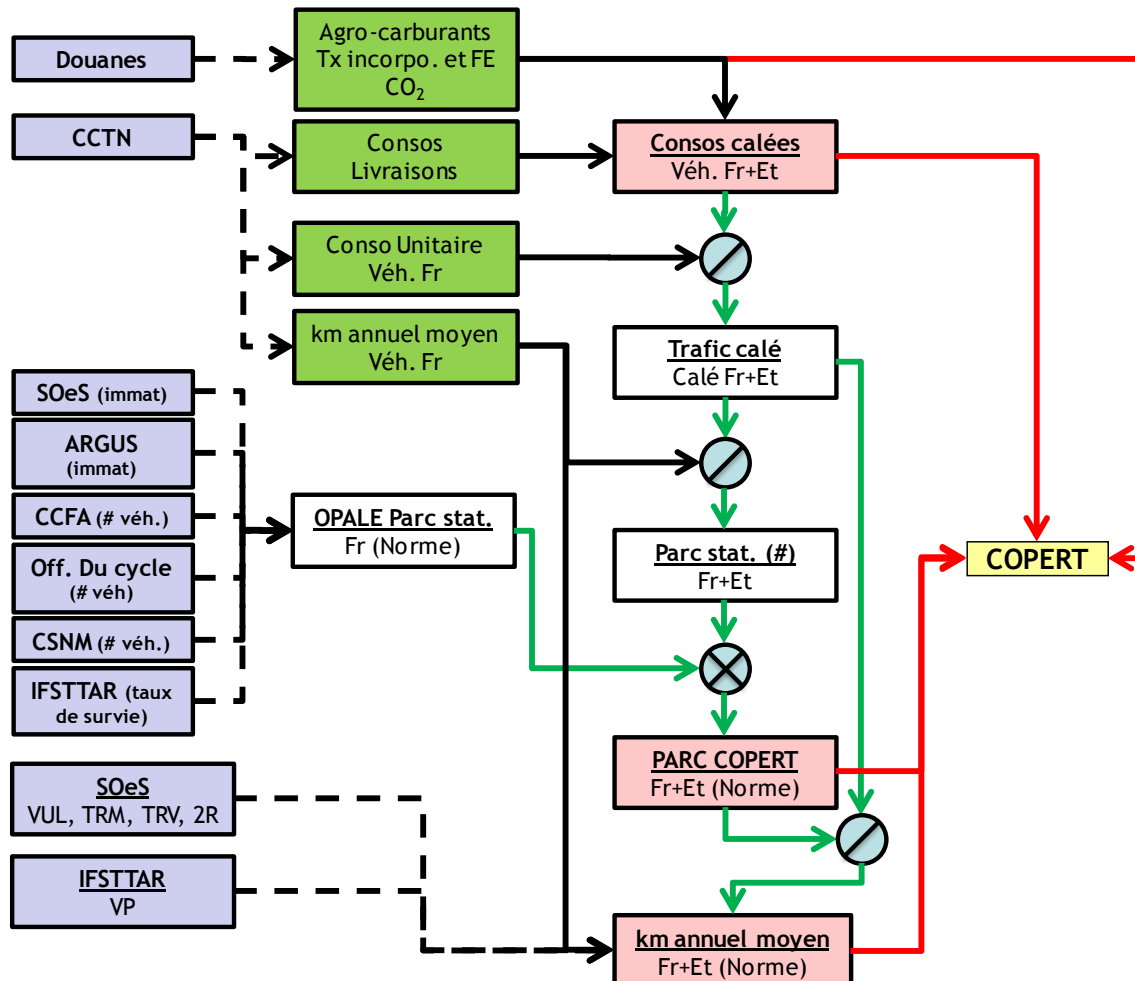 Douanes
CCTN
SOeS (immat)
ARGUS
(immat)
CCFA (# véh.)
Off. Du cycle
(# véh)
CSNM (# véh.)
IFSTTAR (taux
de survie)
SOeS
VUL, TRM, TRV, 2R
IFSTTAR
VP
Agro-carburants
Tx incorpo. et FE
CO₂
Consos
Livraisons
Conso Unitaire
Véh. Fr
km annuel moyen
Véh. Fr
OPALE Parc stat.
Fr (Norme)
Consos calées
Véh. Fr+Et
Trafic calé
Calé Fr+Et
Parc stat. (#)
Fr+Et
PARC COPERT
Fr+Et (Norme)
km annuel moyen
Fr+Et (Norme)
COPERT